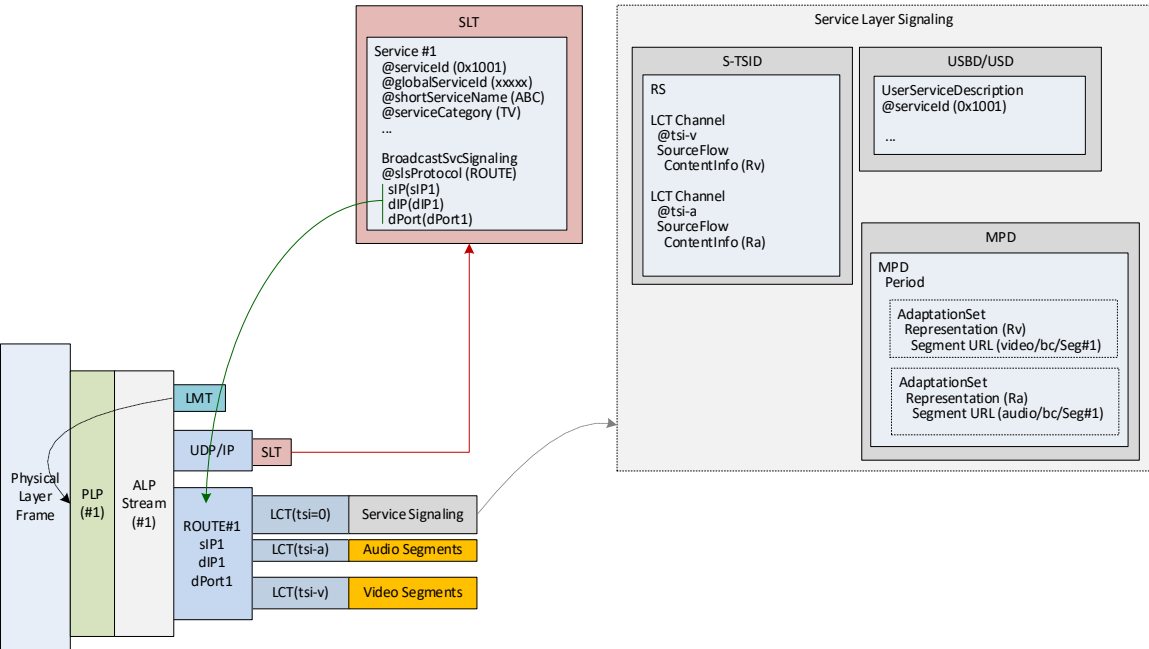 SLT
Service #1
@serviceId (0x1001)
@globalServiceId (xxxxx)
@shortServiceName (ABC)
@serviceCategory (TV)
...
BroadcastSvcSignaling
@slsProtocol (ROUTE)
sIP(sIP1)
dIP(dIP1)
dPort(dPort1)
Service Layer Signaling
S-TSID
RS
LCT Channel
@tsi-v
SourceFlow
ContentInfo (Rv)
LCT Channel
@tsi-a
SourceFlow
ContentInfo (Ra)
USBD/USD
UserServiceDescription
@serviceId (0x1001)
...
MPD
MPD
Period
AdaptationSet
Representation (Rv)
Segment URL (video/bc/Seg#1)
AdaptationSet
Representation (Ra)
Segment URL (audio/bc/Seg#1)
Physical
Layer
Frame
PLP
(#1)
ALP
Stream
(#1)
LMT
UDP/IP
SLT
ROUTE#1
sIP1
dIP1
dPort1
LCT(tsi=0)
Service Signaling
LCT(tsi-a)
Audio Segments
LCT(tsi-v)
Video Segments